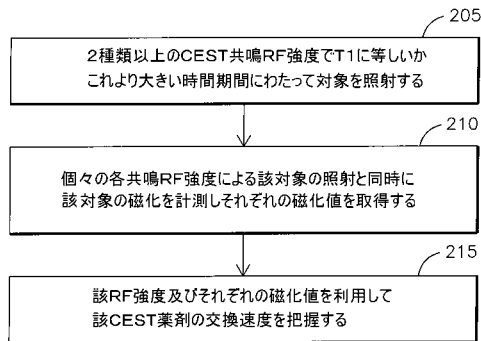 205
2種類以上のCEST共鳴RF強度でT1に等しいか
これより大きい時間期間にわたって対象を照射する
210
個々の各共鳴RF強度による該対象の照射と同時に
該対象の磁化を計測しそれぞれの磁化値を取得する
215
該RF強度及びそれぞれの磁化値を利用して
該CEST薬剤の交換速度を把握する